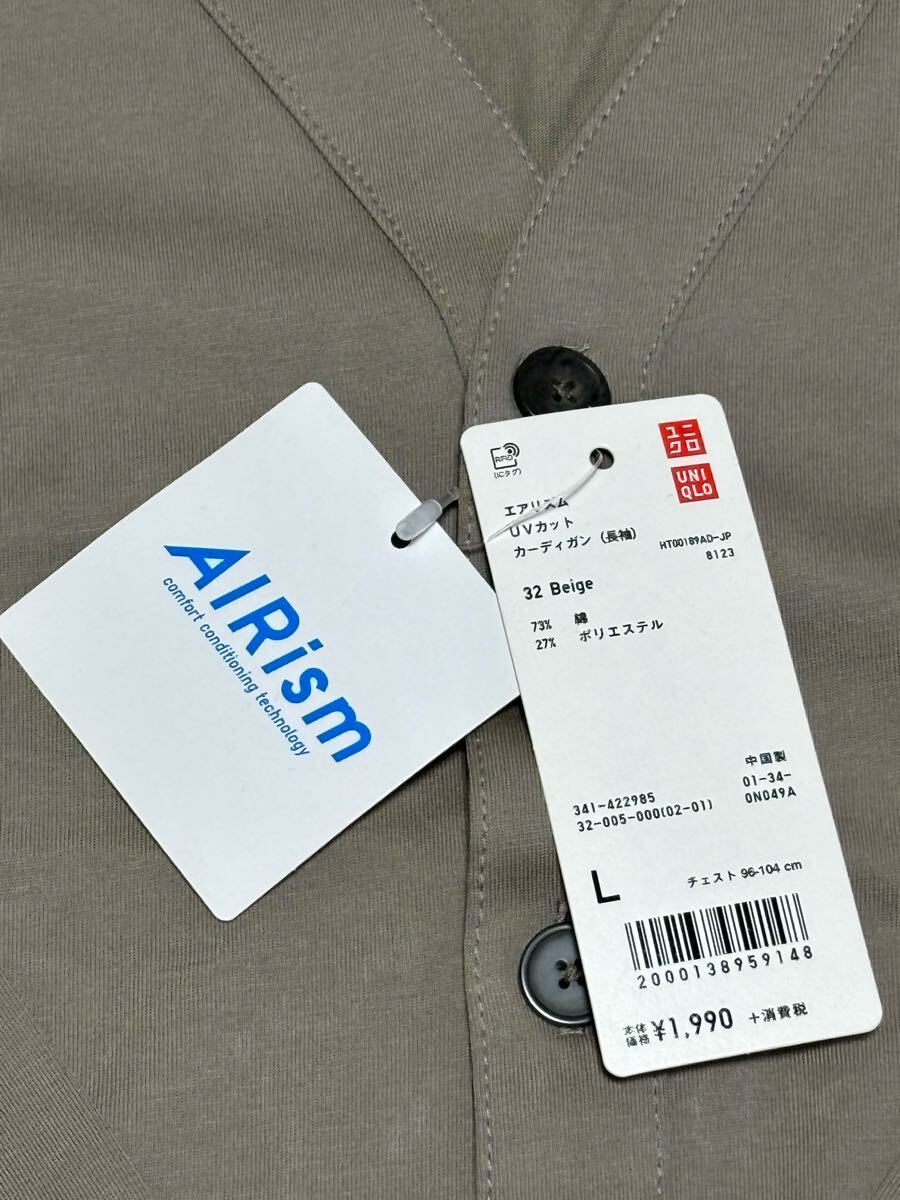 AIRism
comfort conditioning technology
RFID
(ICタグ)
ユニ
クロ
UNI
QLO
エアリズム
UVカット
カーディガン (長袖)
HT00189AD-JP
8123
32 Beige
73% 綿
27% ポリエステル
中国製
341-422985
01-34-
32-005-000(02-01)
0N049A
L
チェスト 96-104 cm
2000138959148
本体
価格
¥1,990 +消費税